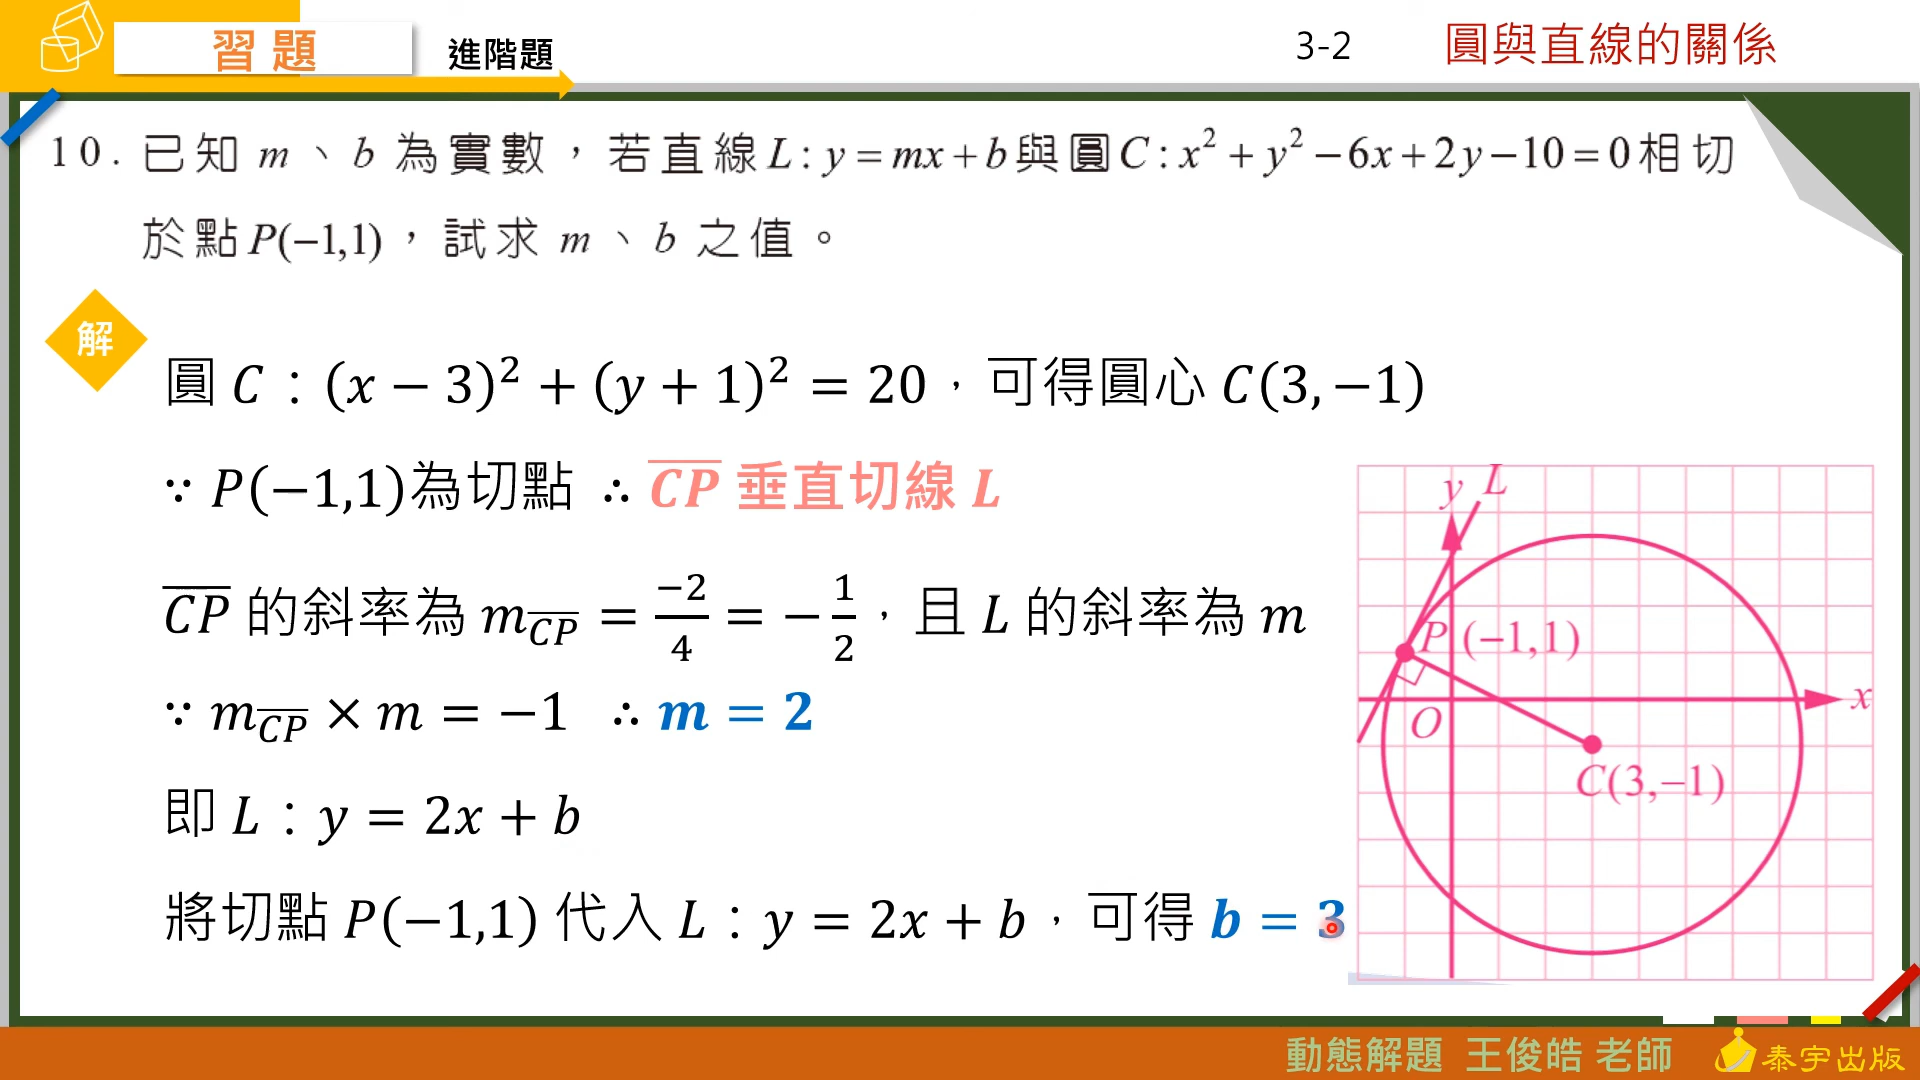 習題
進階題
3-2
圓與直線的關係
10. 已知 m、b 為實數，若直線 L : y = mx + b 與圓 C : x² + y² − 6x + 2y − 10 = 0 相切
於點 P(−1,1)，試求 m、b 之值。
解
圓 C：(x − 3)² + (y + 1)² = 20，可得圓心 C(3, −1)
∵ P(−1,1)為切點 ∴ C̅P̅ 垂直切線 L
C̅P̅ 的斜率為 m_C̅P̅ = −2/4 = −1/2，且 L 的斜率為 m
∵ m_C̅P̅ × m = −1 ∴ m = 2
即 L：y = 2x + b
將切點 P(−1,1) 代入 L：y = 2x + b，可得 b = 3
y L
P (−1,1)
x
O
C(3,−1)
動態解題 王俊皓 老師
泰宇出版